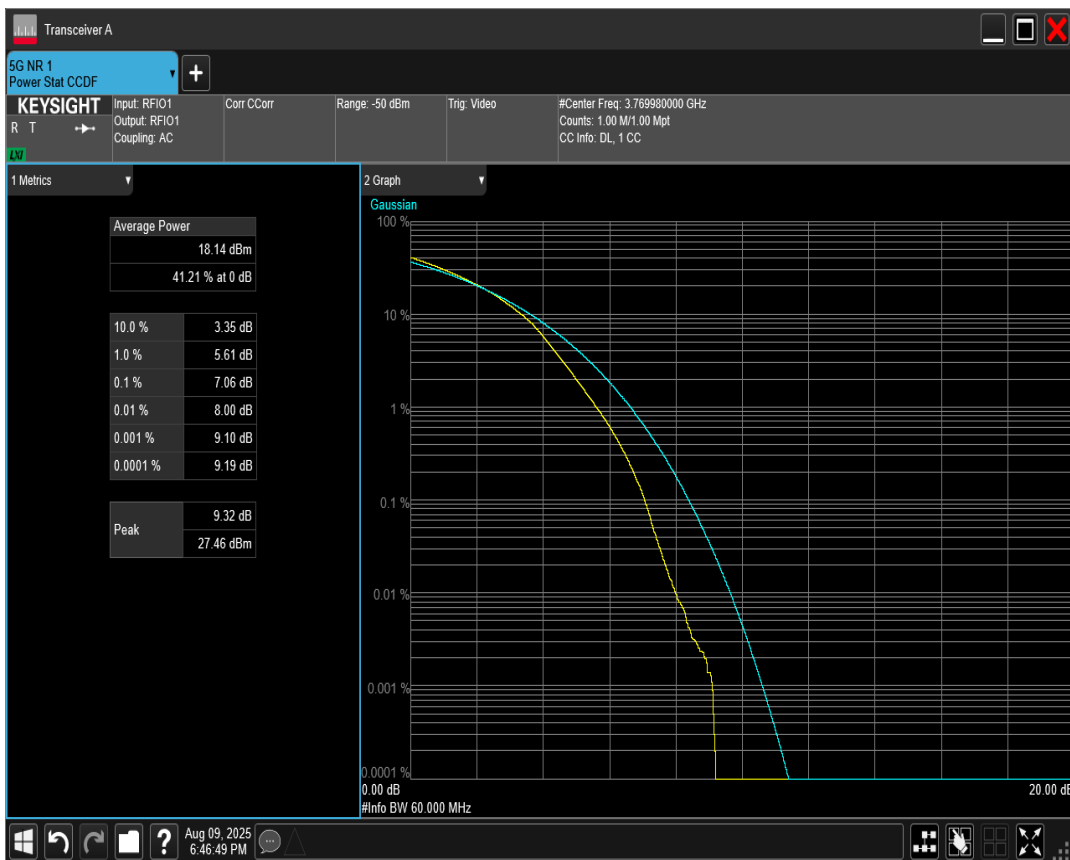 Transceiver A
5G NR 1
Power Stat CCDF
+
KEYSIGHT
R T
LXI
Input: RFIO1
Output: RFIO1
Coupling: AC
Corr CCorr
Range: -50 dBm
Trig: Video
#Center Freq: 3.769980000 GHz
Counts: 1.00 M/1.00 Mpt
CC Info: DL, 1 CC
1 Metrics
Average Power
18.14 dBm
41.21 % at 0 dB
10.0 % 3.35 dB
1.0 % 5.61 dB
0.1 % 7.06 dB
0.01 % 8.00 dB
0.001 % 9.10 dB
0.0001 % 9.19 dB
Peak 9.32 dB
27.46 dBm
2 Graph
Gaussian
100 %
10 %
1 %
0.1 %
0.01 %
0.001 %
0.0001 %
0.00 dB 20.00 dB
#Info BW 60.000 MHz
?
Aug 09, 2025
6:46:49 PM